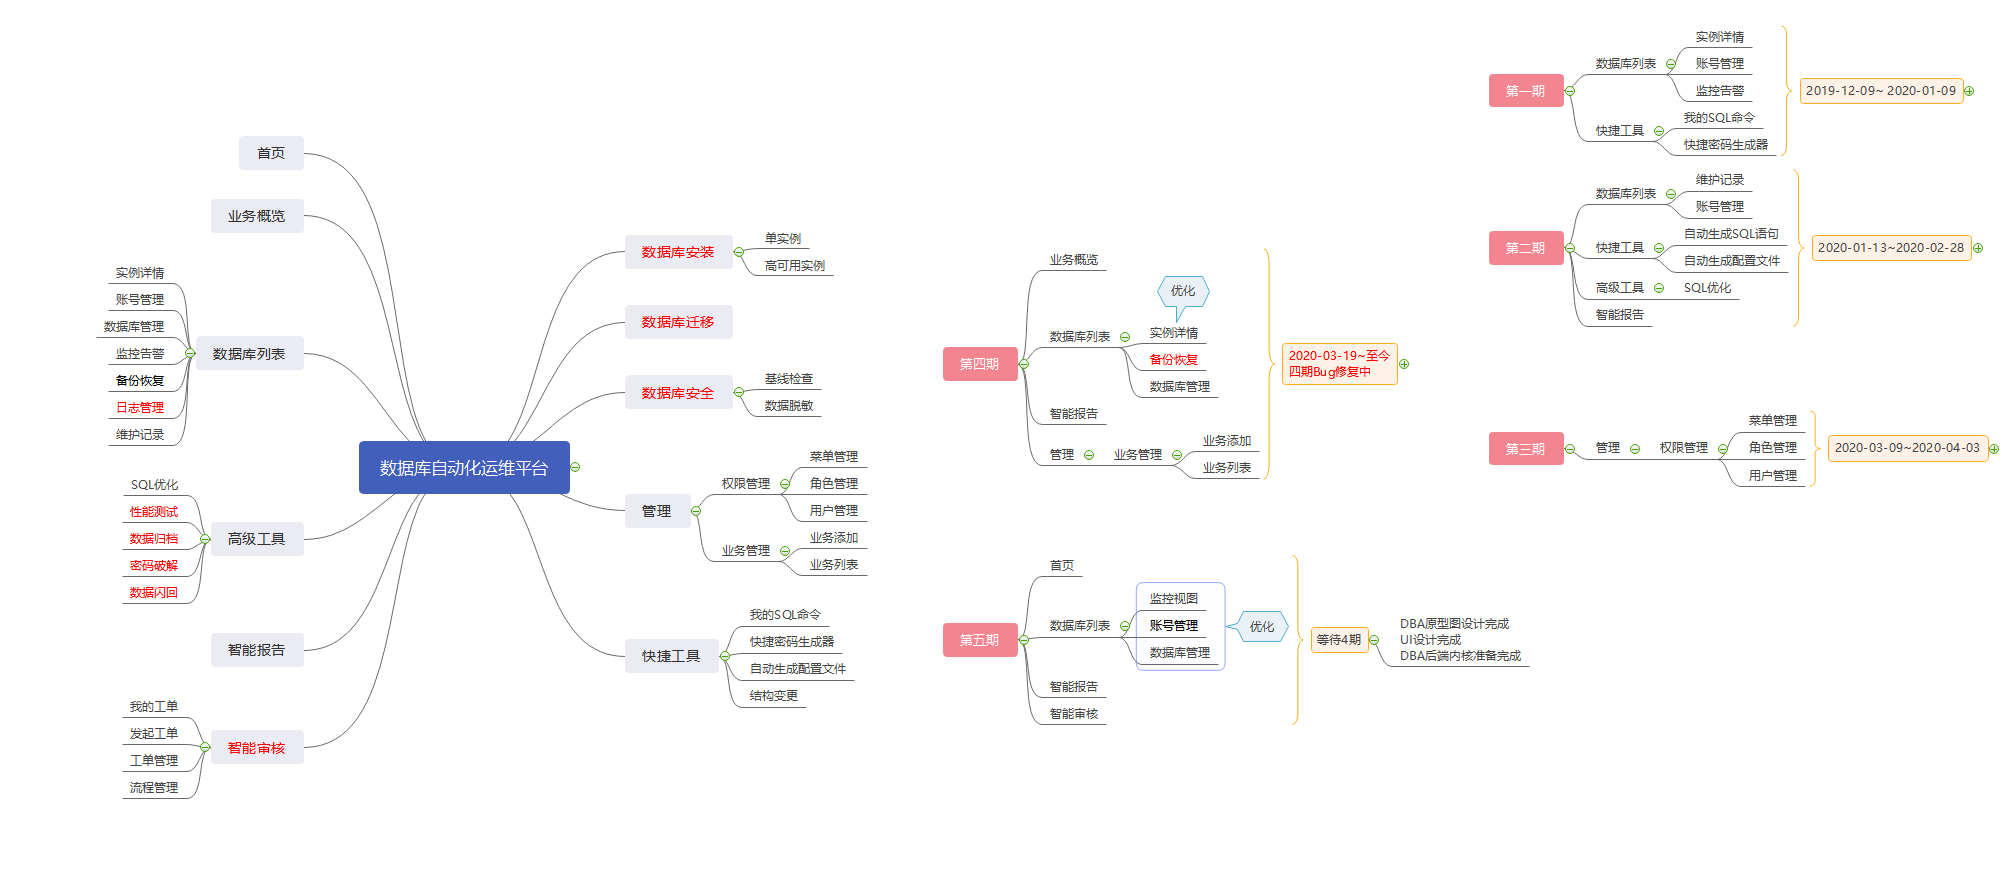 数据库自动化运维平台
首页
业务概览
数据库列表
实例详情
账号管理
数据库管理
监控告警
备份恢复
日志管理
维护记录
高级工具
SQL优化
性能测试
数据归档
密码破解
数据闪回
智能报告
智能审核
我的工单
发起工单
工单管理
流程管理
数据库安装
单实例
高可用实例
数据库迁移
数据库安全
基线检查
数据脱敏
管理
权限管理
菜单管理
角色管理
用户管理
业务管理
业务添加
业务列表
快捷工具
我的SQL命令
快捷密码生成器
自动生成配置文件
结构变更
第一期
数据库列表
实例详情
账号管理
监控告警
快捷工具
我的SQL命令
快捷密码生成器
2019-12-09~ 2020-01-09
第二期
数据库列表
维护记录
账号管理
快捷工具
自动生成SQL语句
自动生成配置文件
高级工具
SQL优化
智能报告
2020-01-13~2020-02-28
第三期
管理
权限管理
菜单管理
角色管理
用户管理
2020-03-09~2020-04-03
第四期
业务概览
数据库列表
优化
实例详情
备份恢复
数据库管理
智能报告
管理
业务管理
业务添加
业务列表
2020-03-19~至今
四期Bug修复中
第五期
首页
数据库列表
监控视图
账号管理
数据库管理
优化
智能报告
智能审核
等待4期
DBA原型图设计完成
UI设计完成
DBA后端内核准备完成